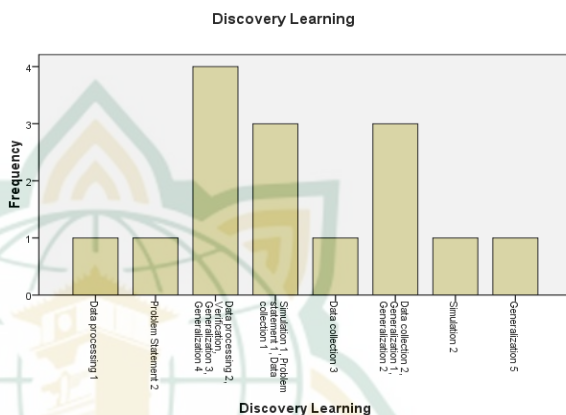 Discovery Learning
Frequency
4
3
2
1
0
Data processing 1
Problem Statement 2
Data processing 2,
Verification,
Generalization 3,
Generalization 4
Simulation 1, Problem
statement 1, Data
collection 1
Data collection 3
Data collection 2,
Generalization 1,
Generalization 2
Simulation 2
Generalization 5
Discovery Learning